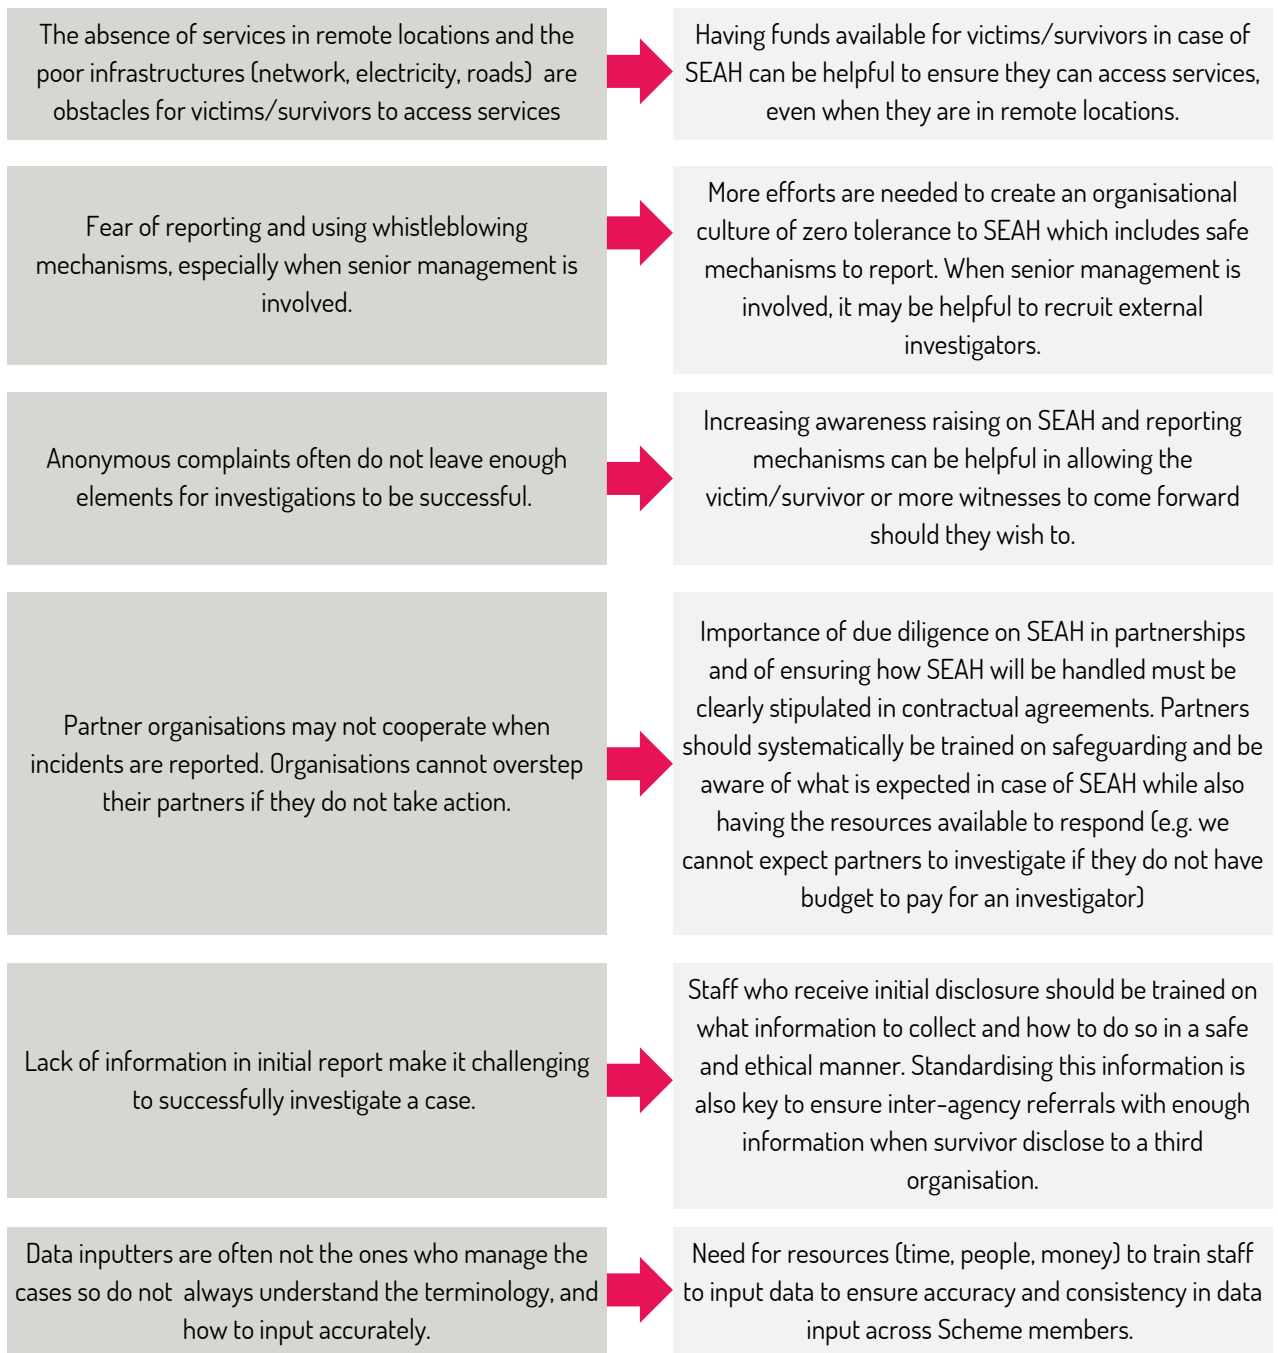 The absence of services in remote locations and the
poor infrastructures (network, electricity, roads) are
obstacles for victims/survivors to access services
Having funds available for victims/survivors in case of
SEAH can be helpful to ensure they can access services,
even when they are in remote locations.
Fear of reporting and using whistleblowing
mechanisms, especially when senior management is
involved.
More efforts are needed to create an organisational
culture of zero tolerance to SEAH which includes safe
mechanisms to report. When senior management is
involved, it may be helpful to recruit external
investigators.
Anonymous complaints often do not leave enough
elements for investigations to be successful.
Increasing awareness raising on SEAH and reporting
mechanisms can be helpful in allowing the
victim/survivor or more witnesses to come forward
should they wish to.
Partner organisations may not cooperate when
incidents are reported. Organisations cannot overstep
their partners if they do not take action.
Importance of due diligence on SEAH in partnerships
and of ensuring how SEAH will be handled must be
clearly stipulated in contractual agreements. Partners
should systematically be trained on safeguarding and be
aware of what is expected in case of SEAH while also
having the resources available to respond (e.g. we
cannot expect partners to investigate if they do not have
budget to pay for an investigator)
Lack of information in initial report make it challenging
to successfully investigate a case.
Staff who receive initial disclosure should be trained on
what information to collect and how to do so in a safe
and ethical manner. Standardising this information is
also key to ensure inter-agency referrals with enough
information when survivor disclose to a third
organisation.
Data inputters are often not the ones who manage the
cases so do not always understand the terminology, and
how to input accurately.
Need for resources (time, people, money) to train staff
to input data to ensure accuracy and consistency in data
input across Scheme members.